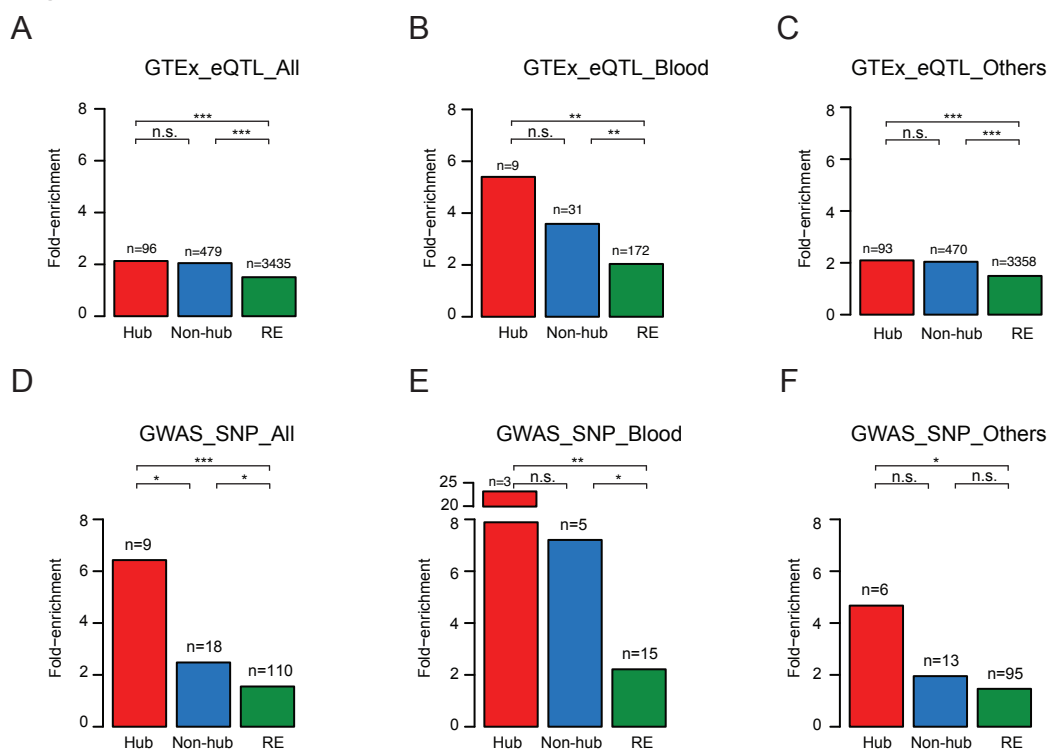 A
GTEx_eQTL_All
Fold−enrichment
8
6
4
2
0
***
n.s.
***
n=96
n=479
n=3435
Hub
Non-hub
RE
B
GTEx_eQTL_Blood
Fold−enrichment
8
6
4
2
0
**
n.s.
**
n=9
n=31
n=172
Hub
Non-hub
RE
C
GTEx_eQTL_Others
Fold−enrichment
8
6
4
2
0
***
n.s.
***
n=93
n=470
n=3358
Hub
Non-hub
RE
D
GWAS_SNP_All
Fold−enrichment
8
6
4
2
0
***
*
*
n=9
n=18
n=110
Hub
Non-hub
RE
E
GWAS_SNP_Blood
Fold−enrichment
25
20
8
6
4
2
0
**
n.s.
*
n=3
n=5
n=15
Hub
Non-hub
RE
F
GWAS_SNP_Others
Fold−enrichment
8
6
4
2
0
*
n.s.
n.s.
n=6
n=13
n=95
Hub
Non-hub
RE